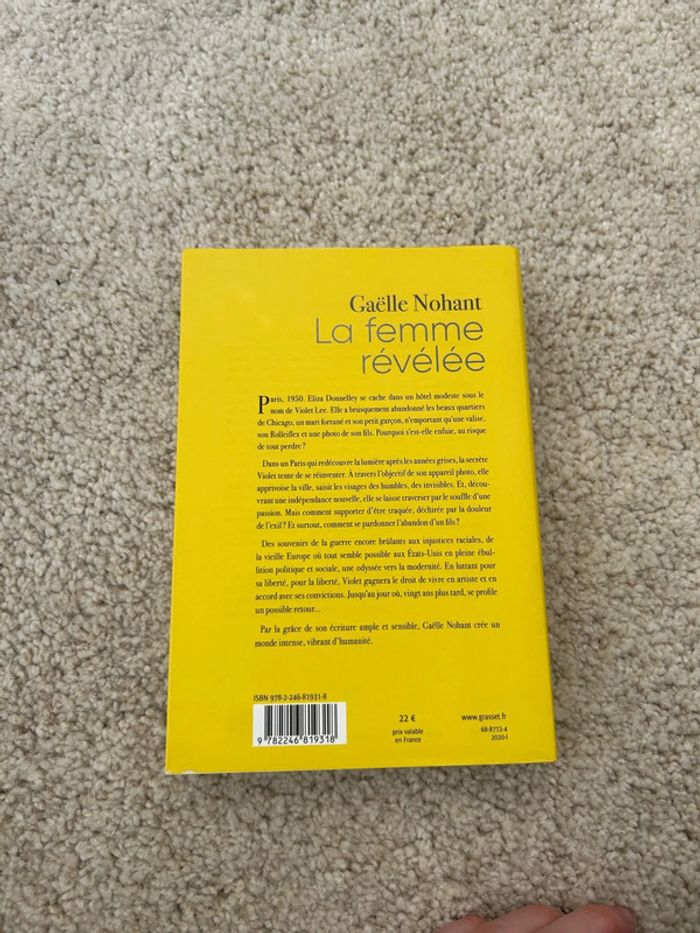 Gaëlle Nohant
La femme
révélée
Paris, 1950. Eliza Donnelley se cache dans un hôtel modeste sous le
nom de Violet Lee. Elle a brusquement abandonné les beaux quartiers
de Chicago, un mari fortuné et son petit garçon, n'emportant qu'une valise,
son Rolleiflex et une photo de son fils. Pourquoi s'est-elle enfuie, au risque
de tout perdre ?
Dans un Paris qui redécouvre la lumière après les années grises, la secrète
Violet tente de se réinventer. À travers l'objectif de son appareil photo, elle
apprivoise la ville, saisit les visages des humbles, des invisibles. Et, décou-
vrant une indépendance nouvelle, elle se laisse traverser par le souffle d'une
passion. Mais comment supporter d'être traquée, déchirée par la douleur
de l'exil ? Et surtout, comment se pardonner l'abandon d'un fils ?
Des souvenirs de la guerre encore brûlants aux injustices raciales, de
la vieille Europe où tout semble possible aux États-Unis en pleine ébul-
lition politique et sociale, une odyssée vers la modernité. En luttant pour
sa liberté, pour la liberté, Violet gagnera le droit de vivre en artiste et en
accord avec ses convictions. Jusqu'au jour où, vingt ans plus tard, se profile
un possible retour...
Par la grâce de son écriture ample et sensible, Gaëlle Nohant crée un
monde intense, vibrant d'humanité.
ISBN 978-2-246-81931-8
9 782246 819318
22 €
prix valable
en France
www.grasset.fr
68-8772-4
2020-I